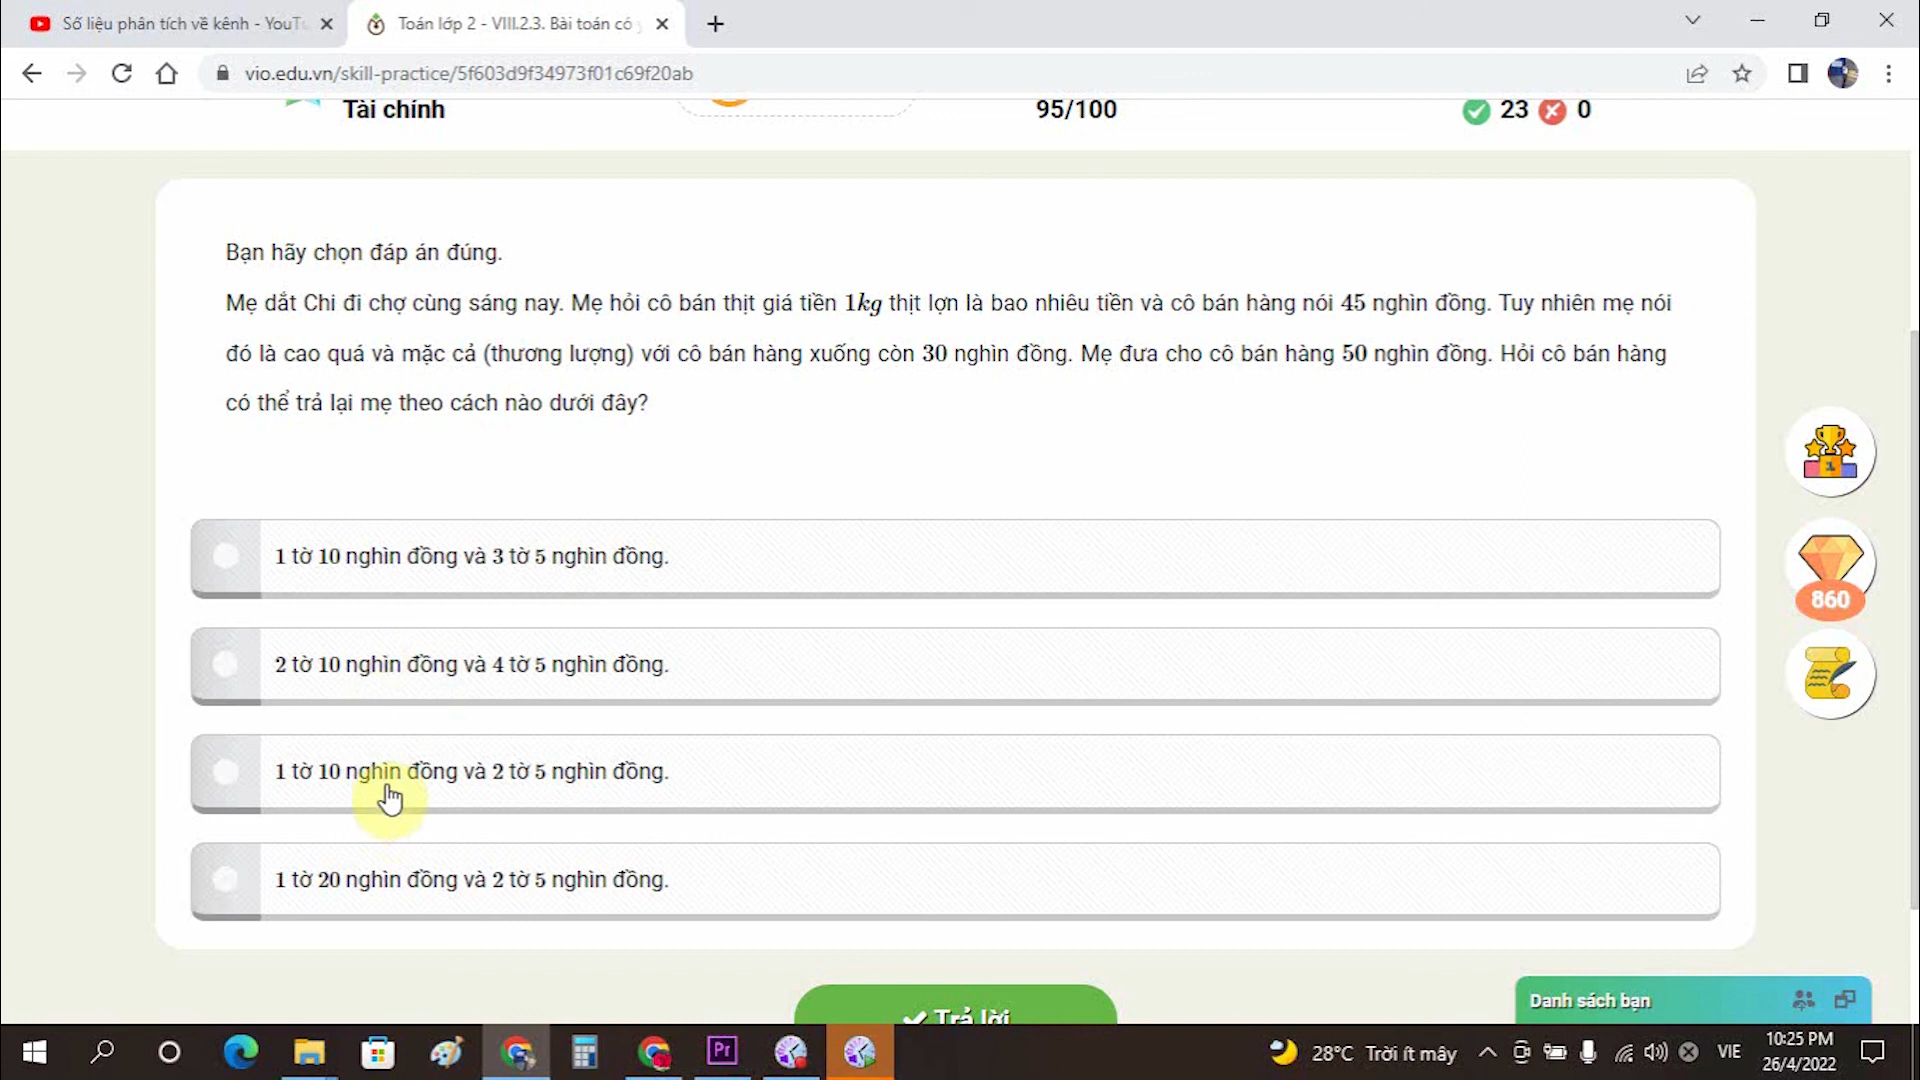 Số liệu phân tích về kênh - YouTu
Toán lớp 2 - VIII.2.3. Bài toán có y
vio.edu.vn/skill-practice/5f603d9f34973f01c69f20ab
Tài chính
95/100
23
0
Bạn hãy chọn đáp án đúng.
Mẹ dắt Chi đi chợ cùng sáng nay. Mẹ hỏi cô bán thịt giá tiền 1kg thịt lợn là bao nhiêu tiền và cô bán hàng nói 45 nghìn đồng. Tuy nhiên mẹ nói
đó là cao quá và mặc cả (thương lượng) với cô bán hàng xuống còn 30 nghìn đồng. Mẹ đưa cho cô bán hàng 50 nghìn đồng. Hỏi cô bán hàng
có thể trả lại mẹ theo cách nào dưới đây?
1 tờ 10 nghìn đồng và 3 tờ 5 nghìn đồng.
2 tờ 10 nghìn đồng và 4 tờ 5 nghìn đồng.
1 tờ 10 nghìn đồng và 2 tờ 5 nghìn đồng.
1 tờ 20 nghìn đồng và 2 tờ 5 nghìn đồng.
1
860
Trả lời
Danh sách bạn
Pr
28°C Trời ít mây
VIE
10:25 PM
26/4/2022